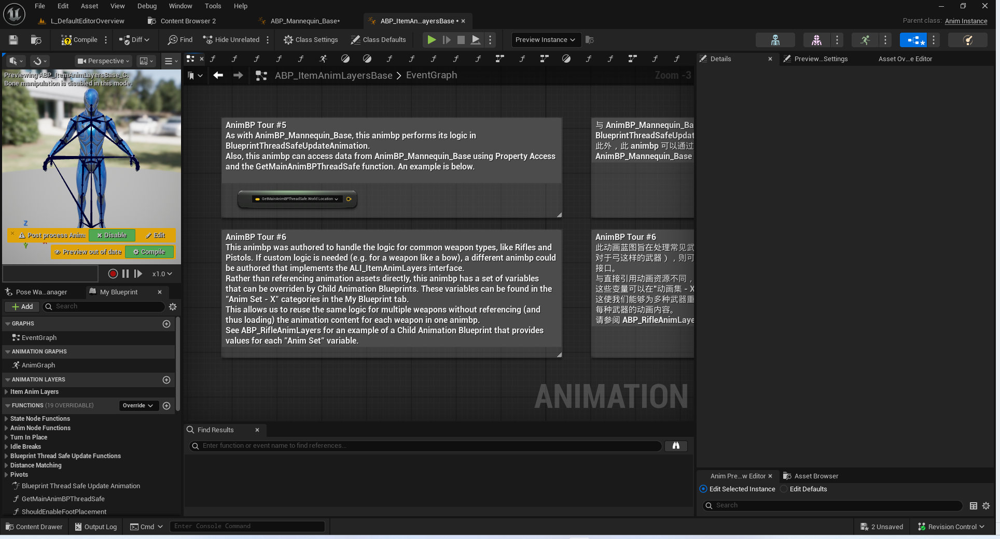 File Edit Asset View Debug Window Tools Help
L_DefaultEditorOverview Content Browser 2 ABP_Mannequin_Base* ABP_ItemAn...ayersBase * Parent class: Anim Instance
Compile Diff Find Hide Unrelated Class Settings Class Defaults Preview Instance
Perspective
Previewing ABP_ItemAnimLayersBase_C.
Bone manipulation is disabled in this mode.
Z
Y
Post process Anim
Disable
Edit
Preview out of date
Compile
x1.0
ABP_ItemAnimLayersBase > EventGraph
Zoom -3
AnimBP Tour #5
As with AnimBP_Mannequin_Base, this animbp performs its logic in
BlueprintThreadSafeUpdateAnimation.
Also, this animbp can access data from AnimBP_Mannequin_Base using Property Access
and the GetMainAnimBPThreadSafe function. An example is below.
GetMainAnimBPThreadSafe.World Location
与 AnimBP_Mannequin_Ba
BlueprintThreadSafeUpdat
此外，此 animbp 可以通过
AnimBP_Mannequin_Base
AnimBP Tour #6
This animbp was authored to handle the logic for common weapon types, like Rifles and
Pistols. If custom logic is needed (e.g. for a weapon like a bow), a different animbp could
be authored that implements the ALI_ItemAnimLayers interface.
Rather than referencing animation assets directly, this animbp has a set of variables
that can be overriden by Child Animation Blueprints. These variables can be found in the
"Anim Set - X" categories in the My Blueprint tab.
This allows us to reuse the same logic for multiple weapons without referencing (and
thus loading) the animation content for each weapon in one animbp.
See ABP_RifleAnimLayers for an example of a Child Animation Blueprint that provides
values for each "Anim Set" variable.
AnimBP Tour #6
此动画蓝图旨在处理常见武
对于弓这样的武器），则可
接口。
与直接引用动画资源不同，
这些变量可以在“动画集 - X
这使我们能够为多种武器重
每种武器的动画内容。
请参阅 ABP_RifleAnimLaye
ANIMATION
Find Results
Enter function or event name to find references...
Pose Wa...anager My Blueprint
Add Search
GRAPHS
EventGraph
ANIMATION GRAPHS
AnimGraph
ANIMATION LAYERS
Item Anim Layers
FUNCTIONS (19 OVERRIDABLE) Override
State Node Functions
Anim Node Functions
Turn In Place
Idle Breaks
Blueprint Thread Safe Update Functions
Distance Matching
Pivots
Blueprint Thread Safe Update Animation
GetMainAnimBPThreadSafe
ShouldEnableFootPlacement
Details Preview...Settings Asset Ov...e Editor
Anim Pre...w Editor Asset Browser
Edit Selected Instance Edit Defaults
Search
Content Drawer Output Log Cmd Enter Console Command 2 Unsaved Revision Control